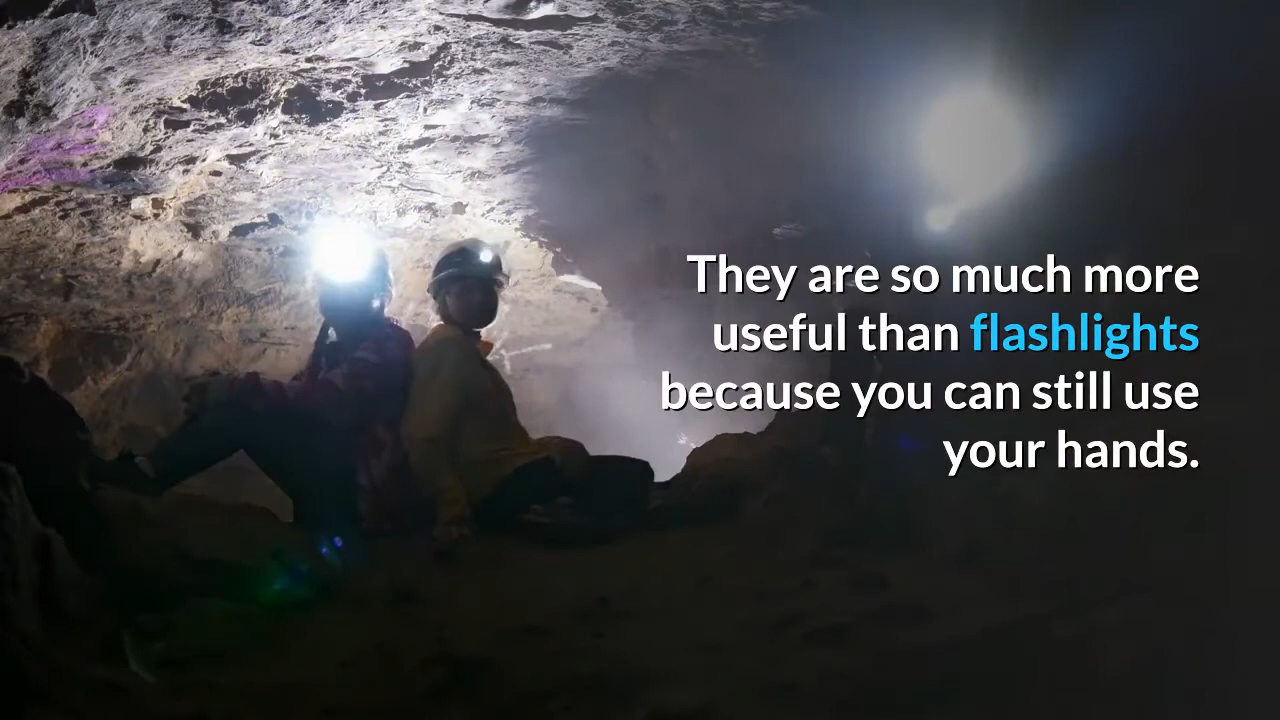 They are so much more
useful than flashlights
because you can still use
your hands.